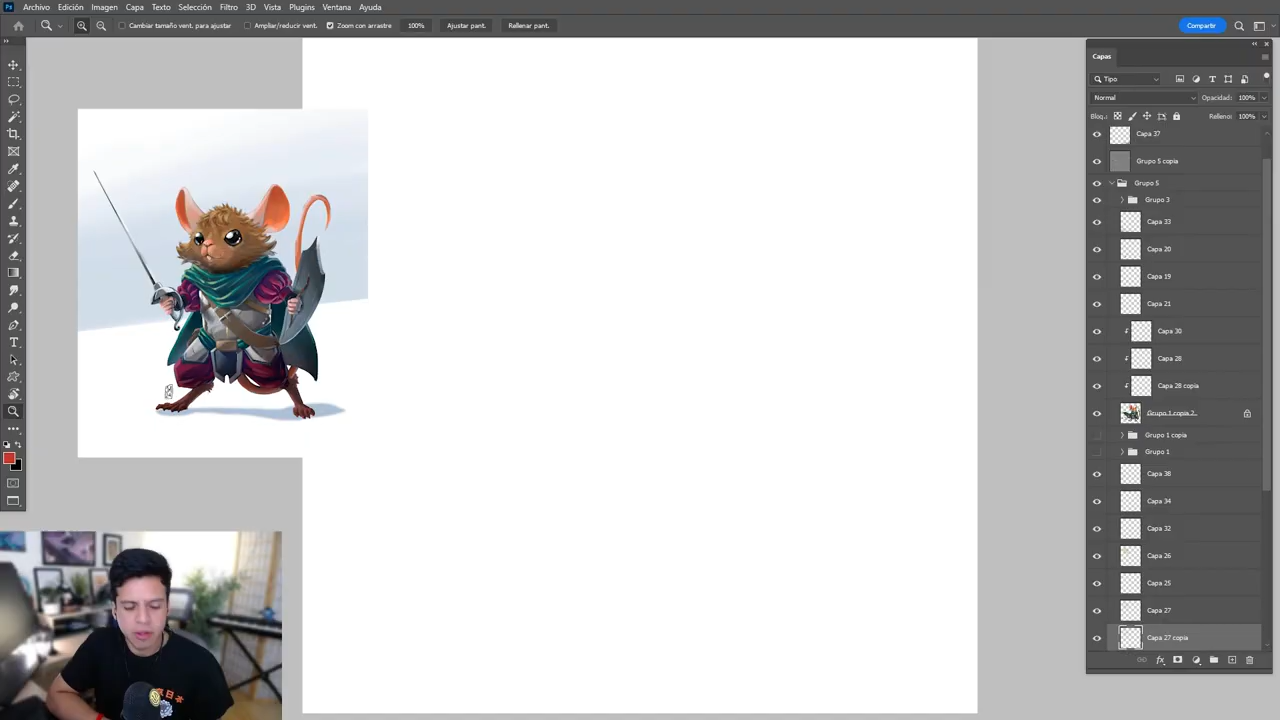 Archivo Edición Imagen Capa Texto Selección Filtro 3D Vista Plugins Ventana Ayuda
Cambiar tamaño vent. para ajustar Ampliar/reducir vent. Zoom con arrastre 100% Ajustar pant. Rellenar pant. Compartir
Capas
Tipo
Normal Opacidad: 100%
Bloq.: Relleno: 100%
Capa 37
Grupo 5 copia
Grupo 5
Grupo 3
Capa 33
Capa 20
Capa 19
Capa 21
Capa 30
Capa 28
Capa 28 copia
Grupo 1 copia 2
Grupo 1 copia
Grupo 1
Capa 38
Capa 34
Capa 32
Capa 26
Capa 25
Capa 27
Capa 27 copia